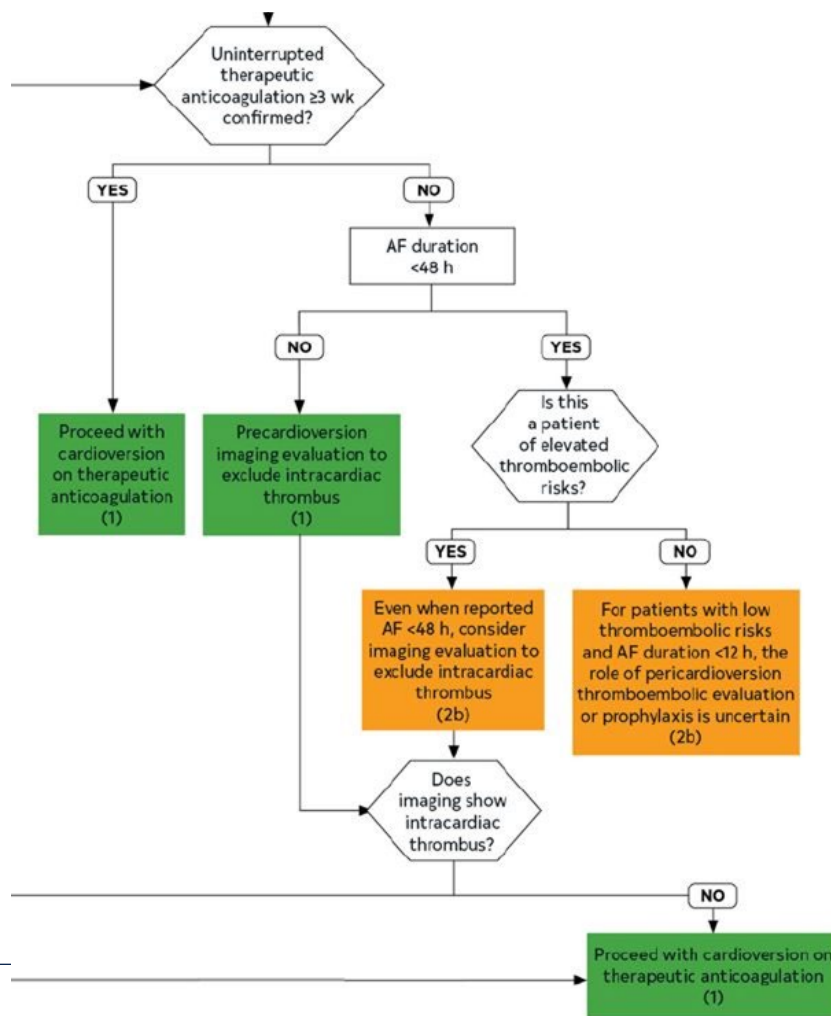 Uninterrupted
therapeutic
anticoagulation ≥3 wk
confirmed?
YES
NO
AF duration
<48 h
NO
YES
Proceed with
cardioversion
on therapeutic
anticoagulation
(1)
Precardioversion
imaging evaluation to
exclude intracardiac
thrombus
(1)
Is this
a patient
of elevated
thromboembolic
risks?
YES
NO
Even when reported
AF <48 h, consider
imaging evaluation to
exclude intracardiac
thrombus
(2b)
For patients with low
thromboembolic risks
and AF duration <12 h, the
role of pericardioversion
thromboembolic evaluation
or prophylaxis is uncertain
(2b)
Does
imaging show
intracardiac
thrombus?
NO
Proceed with cardioversion on
therapeutic anticoagulation
(1)